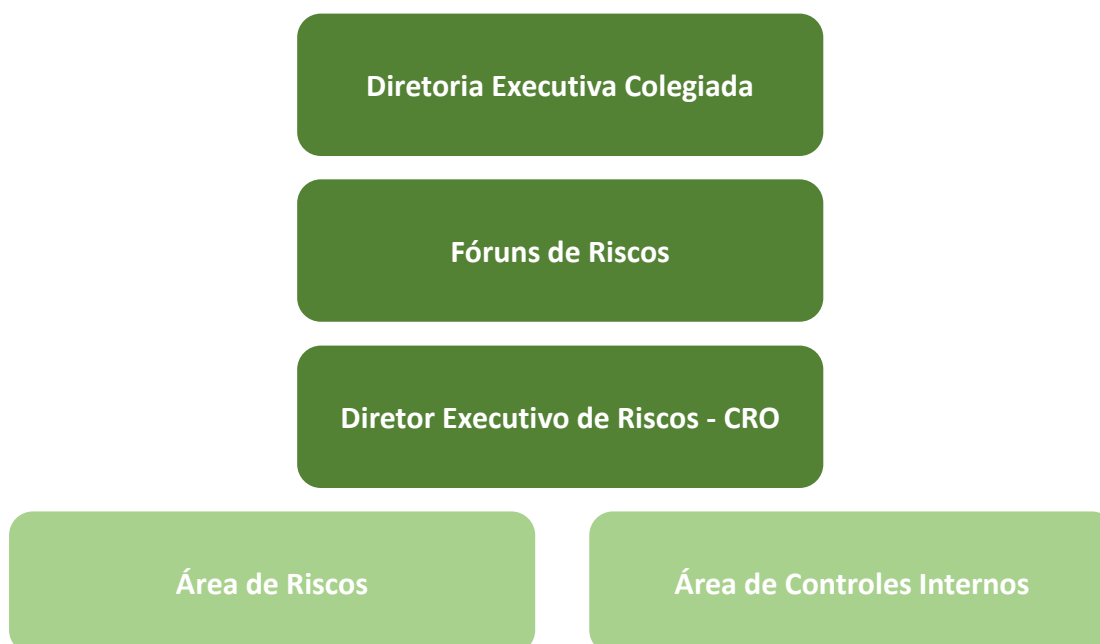 Diretoria Executiva Colegiada
Fóruns de Riscos
Diretor Executivo de Riscos - CRO
Área de Riscos
Área de Controles Internos